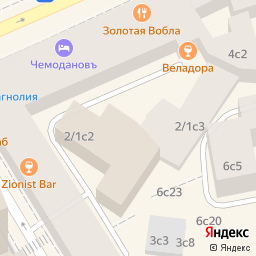 Золотая Вобла
Чемодановъ
Веладора
4с2
агнолия
2/1с2
2/1с3
аб
Zionist Bar
6с5
6с23
6с20
3с3
3с8
Яндекс